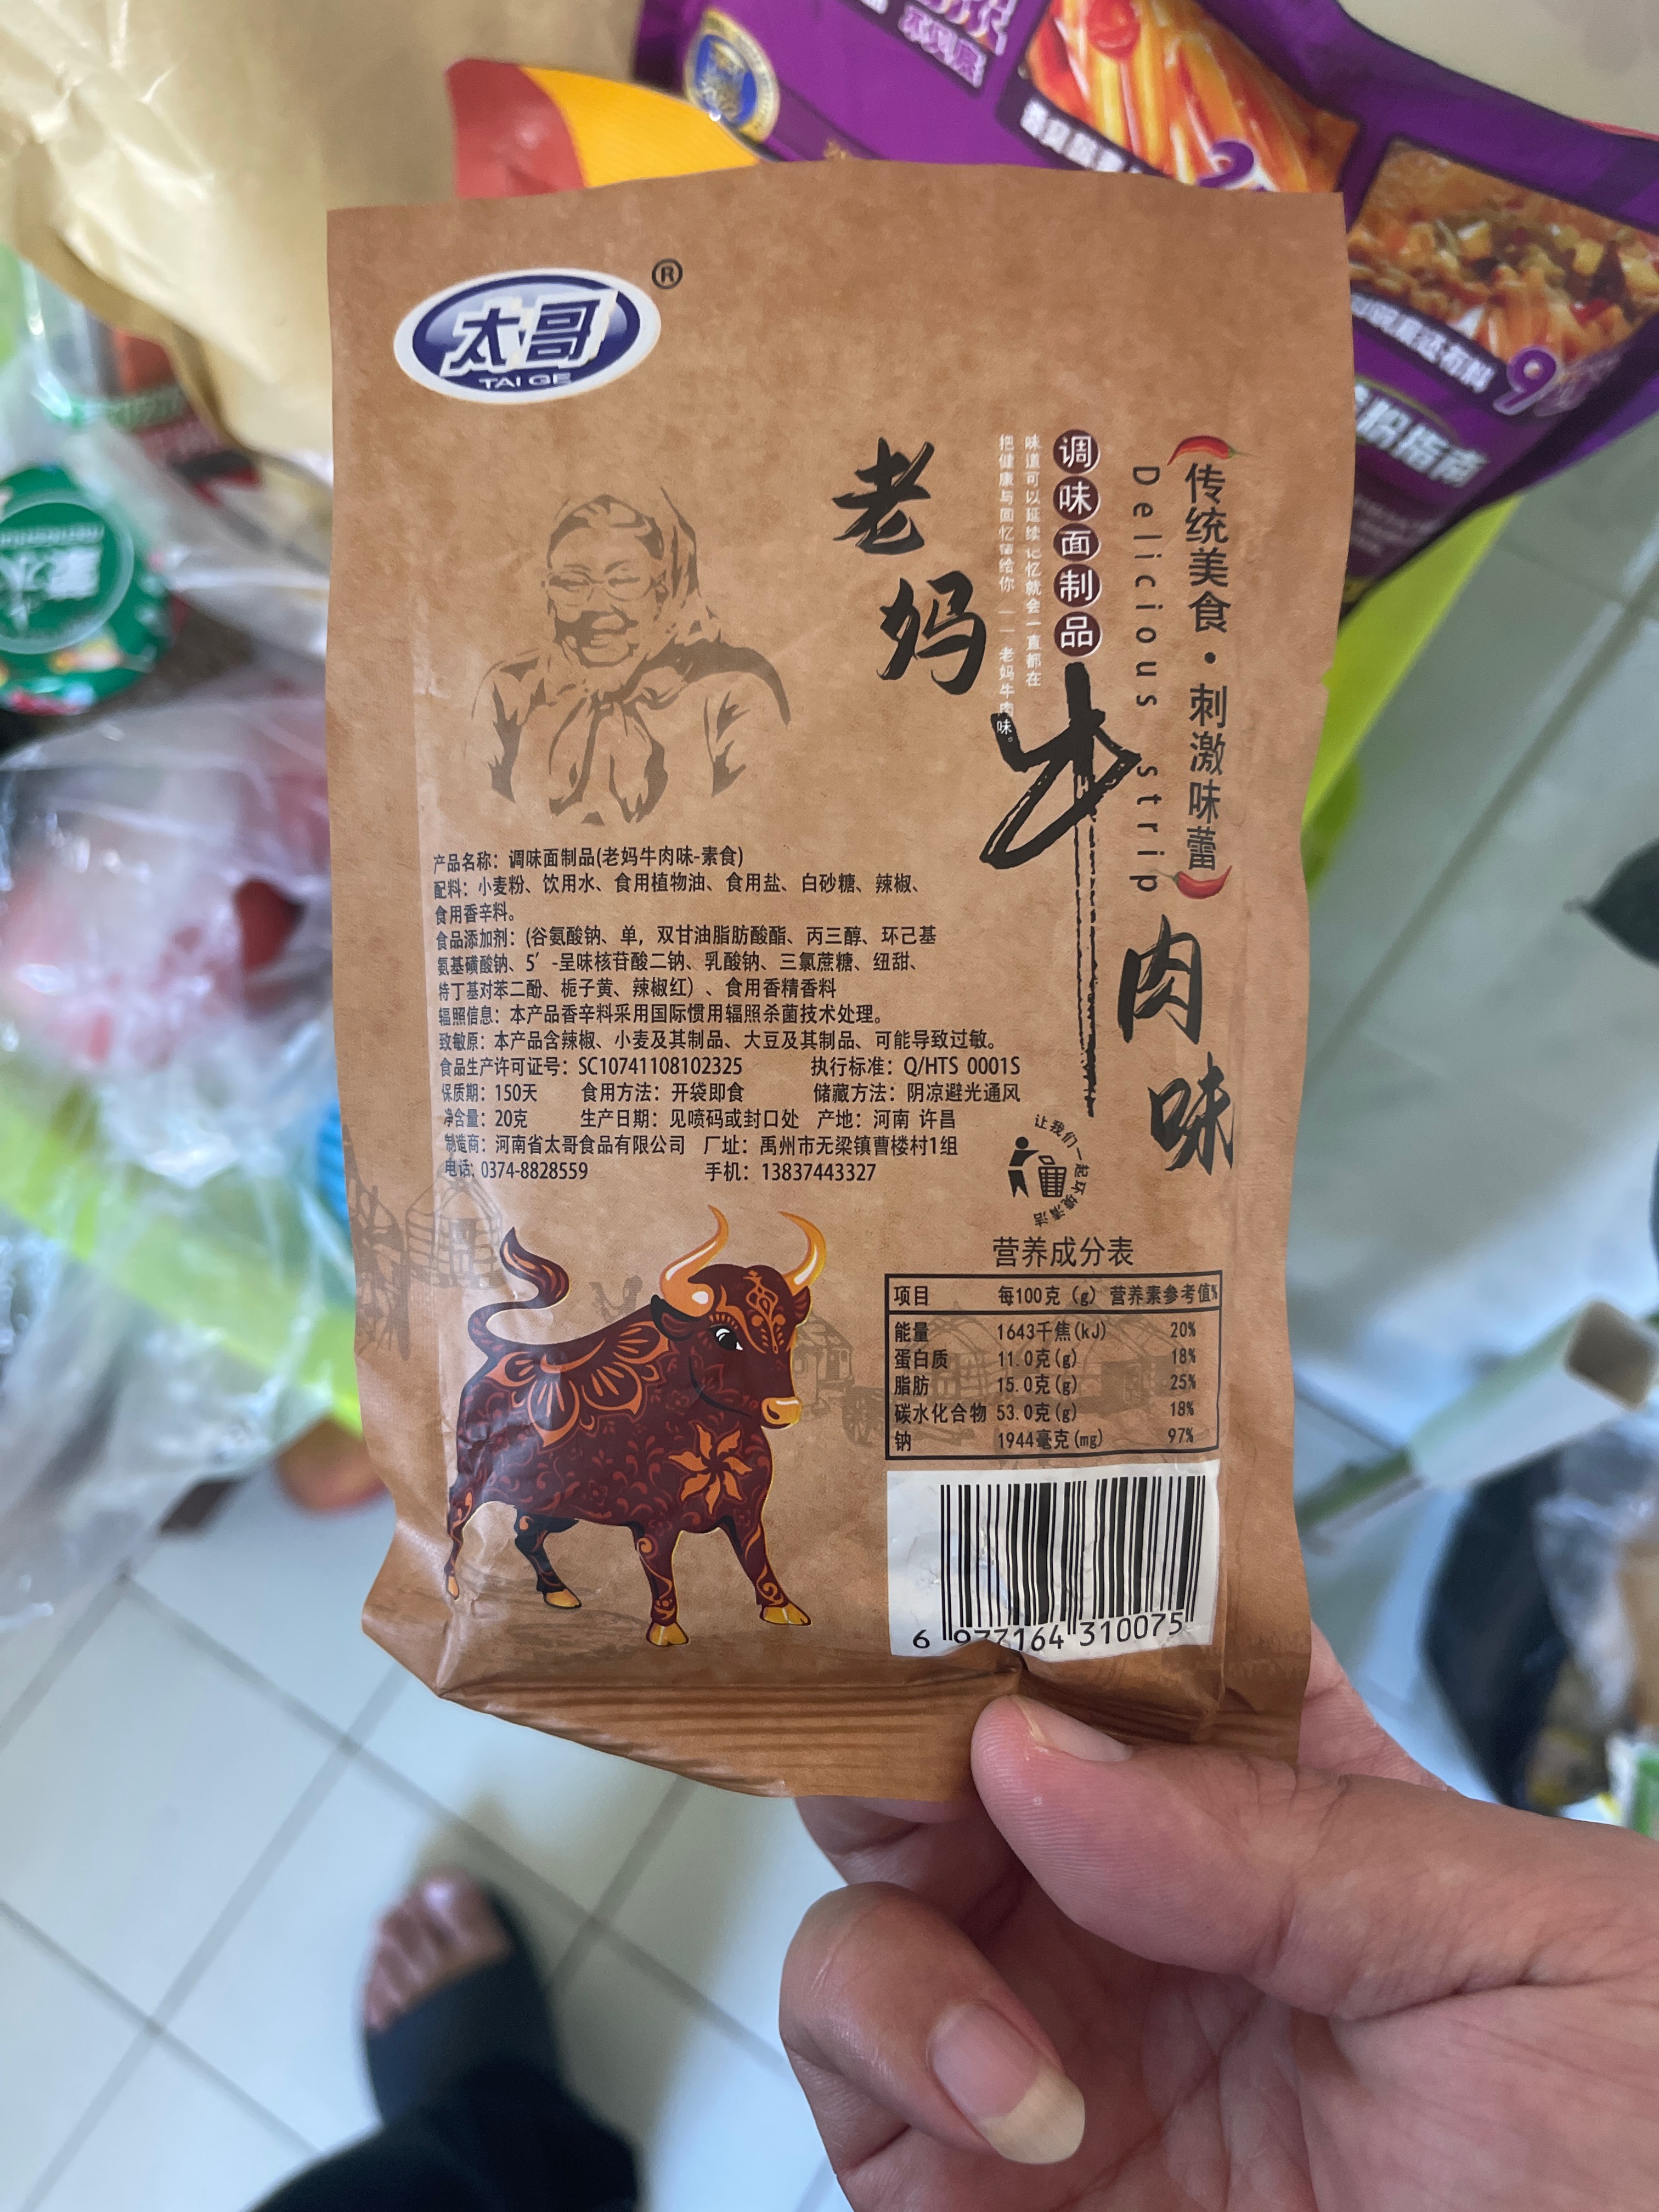 太哥
TAI GE
®
传统美食·刺激味蕾
Delicious strip
调味面制品
味道可以延续 记忆就会一直都在
把健康与回忆留给你——老妈牛肉味。
老妈牛肉味
产品名称：调味面制品(老妈牛肉味-素食)
配料：小麦粉、饮用水、食用植物油、食用盐、白砂糖、辣椒、
食用香辛料。
食品添加剂：(谷氨酸钠、单，双甘油脂肪酸酯、丙三醇、环己基
氨基磺酸钠、5′-呈味核苷酸二钠、乳酸钠、三氯蔗糖、纽甜、
特丁基对苯二酚、栀子黄、辣椒红）、食用香精香料
辐照信息：本产品香辛料采用国际惯用辐照杀菌技术处理。
致敏原：本产品含辣椒、小麦及其制品、大豆及其制品、可能导致过敏。
食品生产许可证号：SC10741108102325 执行标准：Q/HTS 0001S
保质期：150天 食用方法：开袋即食 储藏方法：阴凉避光通风
净含量：20克 生产日期：见喷码或封口处 产地：河南 许昌
制造商：河南省太哥食品有限公司 厂址：禹州市无梁镇曹楼村1组
电话：0374-8828559 手机：13837443327
让我们一起环境清洁
营养成分表
项目 每100克（g）营养素参考值%
能量 1643千焦(kJ) 20%
蛋白质 11.0克(g) 18%
脂肪 15.0克(g) 25%
碳水化合物 53.0克(g) 18%
钠 1944毫克(mg) 97%
6 977164 310075
粉指南